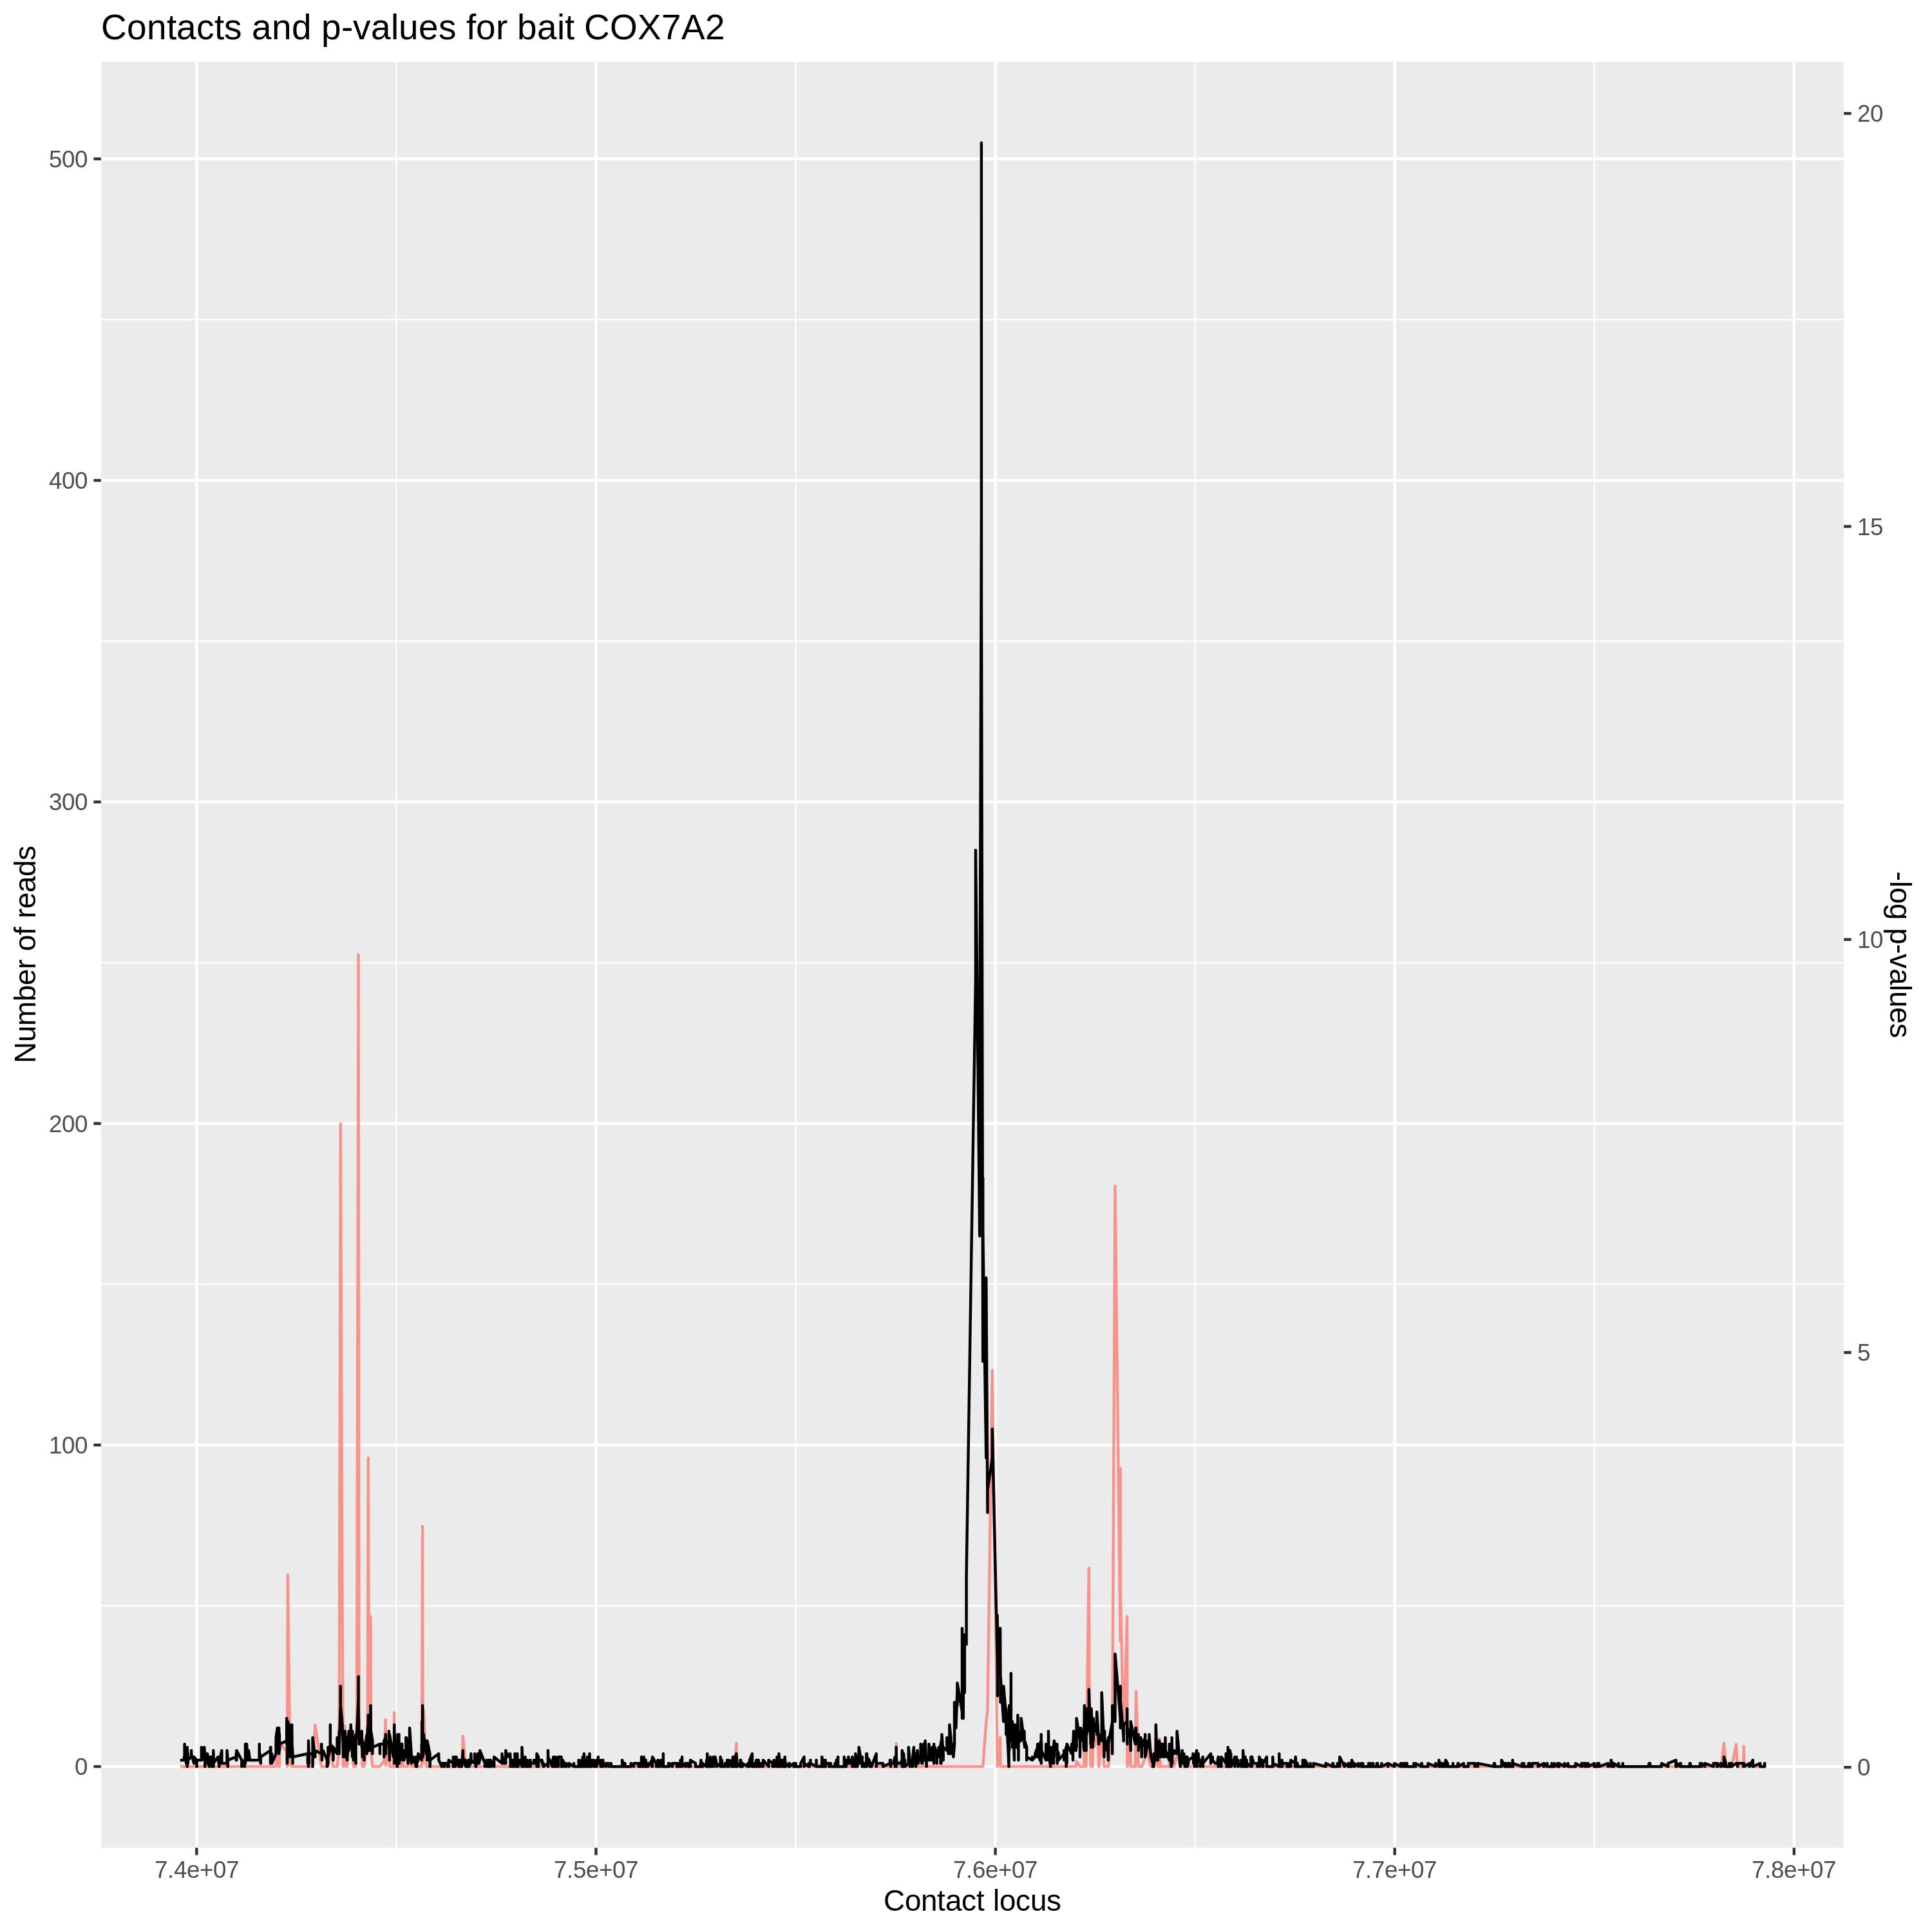 Contacts and p-values for bait COX7A2
500
400
300
200
100
0
Number of reads
20
15
10
5
0
-log p-values
7.4e+07 7.5e+07 7.6e+07 7.7e+07 7.8e+07
Contact locus